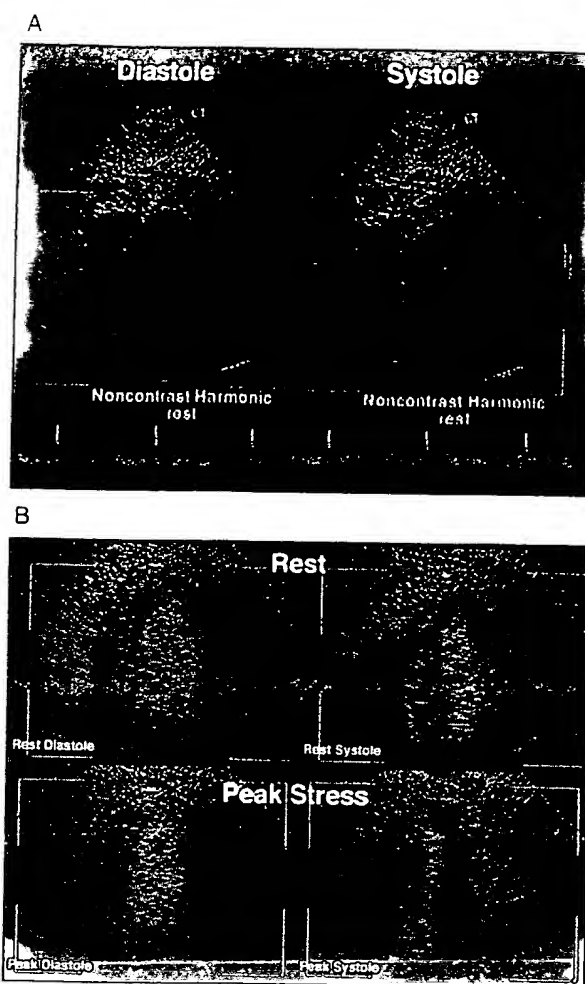 A
Diastole Systole
Noncontrast Harmonic Noncontrast Harmonic
rest rest
B
Rest
Rest Diastole Rest Systole
Peak Stress
Peak Diastole Peak Systole